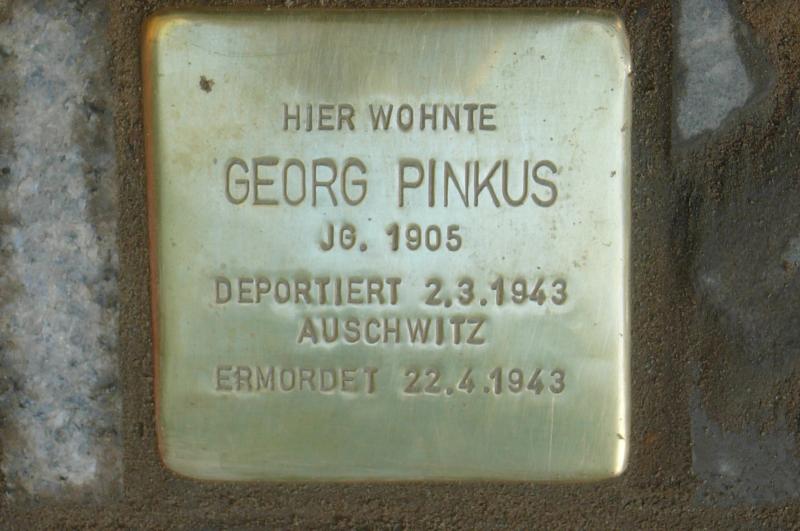 HIER WOHNTE
GEORG PINKUS
JG. 1905
DEPORTIERT 2.3.1943
AUSCHWITZ
ERMORDET 22.4.1943